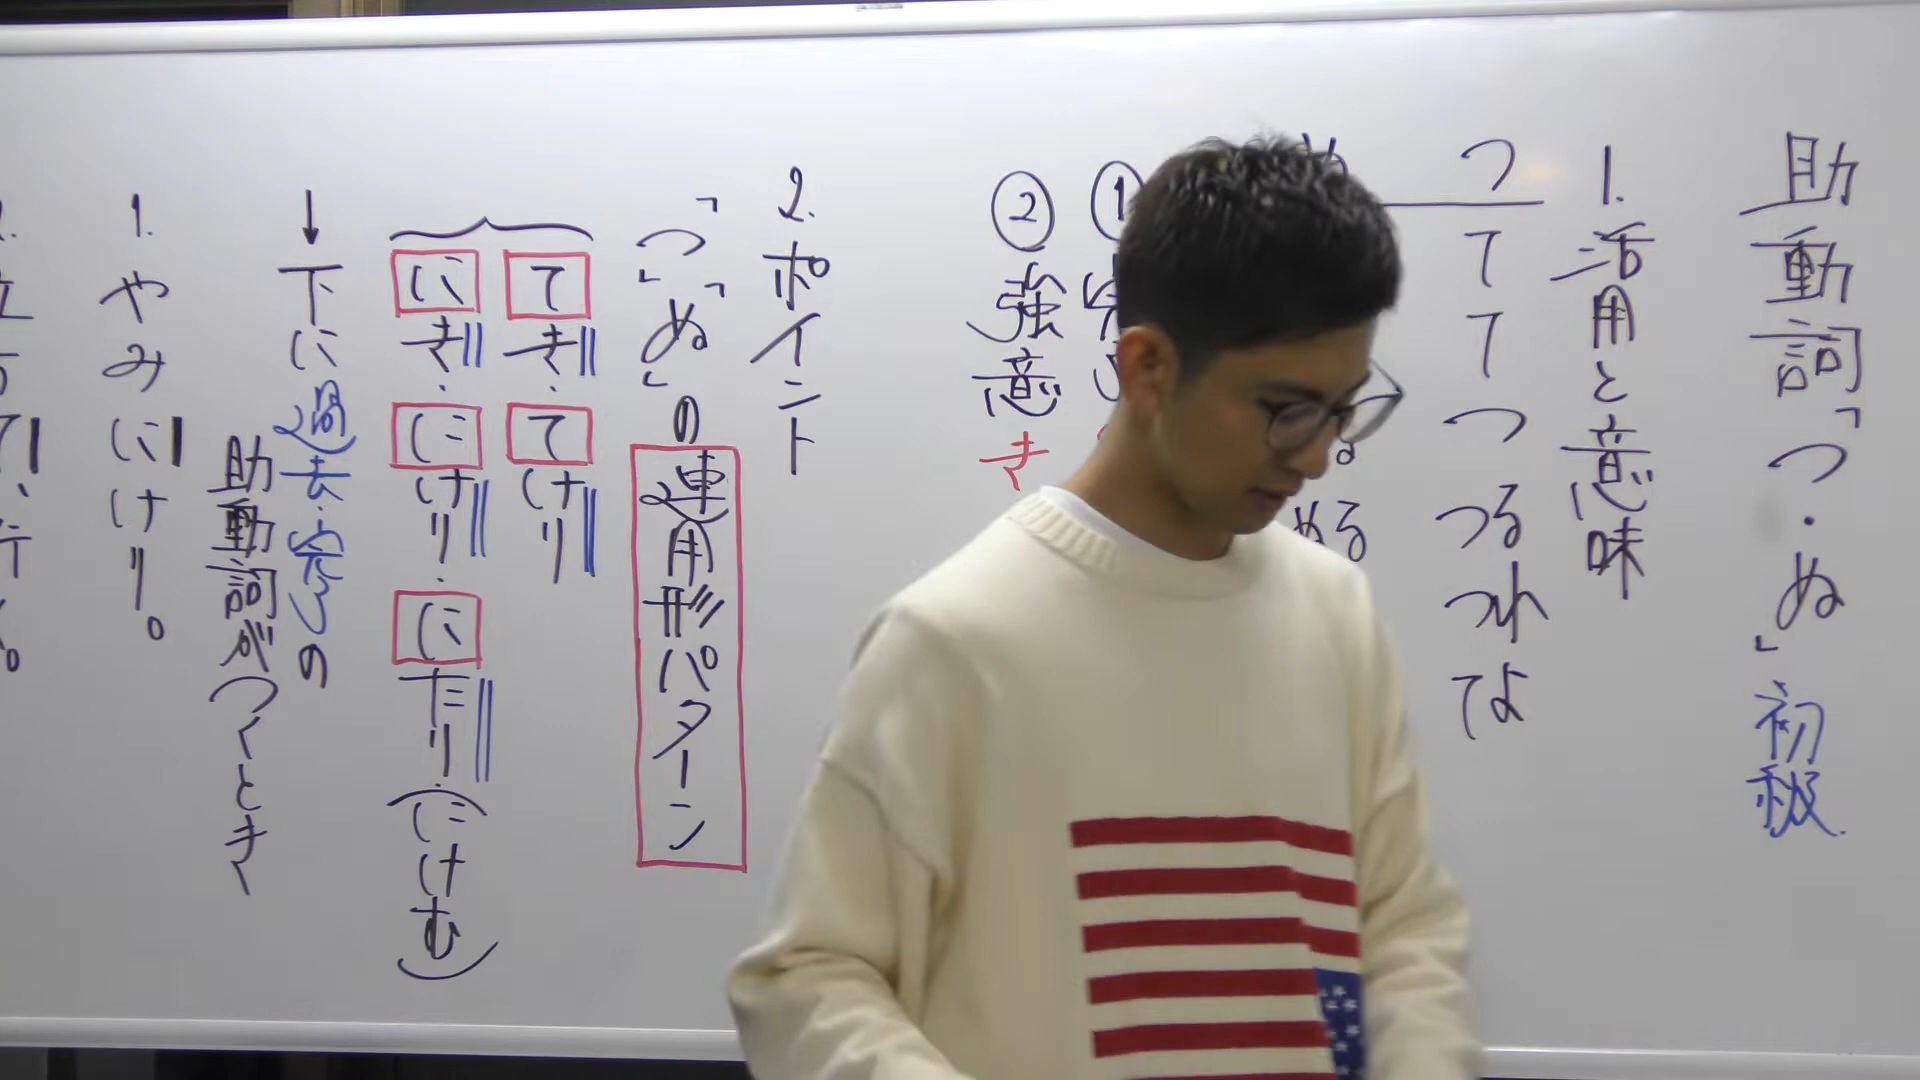 助動詞「つ・ぬ」初級
1. 活用と意味
つ て て つ つる つれ てよ
ぬる
①
②強意 き
2. ポイント
「つ」「ぬ」の連用形パターン
てき・てけり
にき・にけり・にたり・(にけむ)
↓下に過去・完了の
助動詞がつくとき
1. やみにけり。